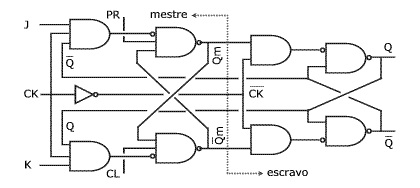 PR mestre
J Q
Q̅ Qm
CK C̅K̅
Q Q̅m
K CL Q̅
escravo